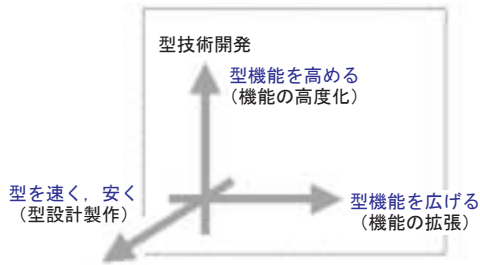 型技術開発
型機能を高める
（機能の高度化）
型を速く，安く
（型設計製作）
型機能を広げる
（機能の拡張）